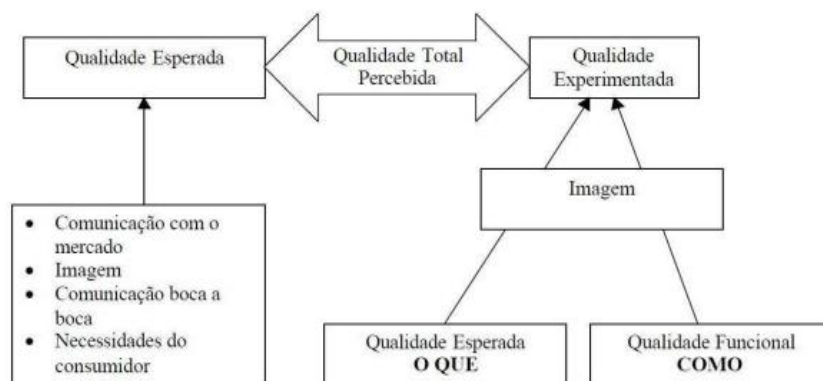 Qualidade Esperada
Qualidade Total
Percebida
Qualidade
Experimentada
Imagem
• Comunicação com o
mercado
• Imagem
• Comunicação boca a
boca
• Necessidades do
consumidor
Qualidade Esperada
O QUE
Qualidade Funcional
COMO